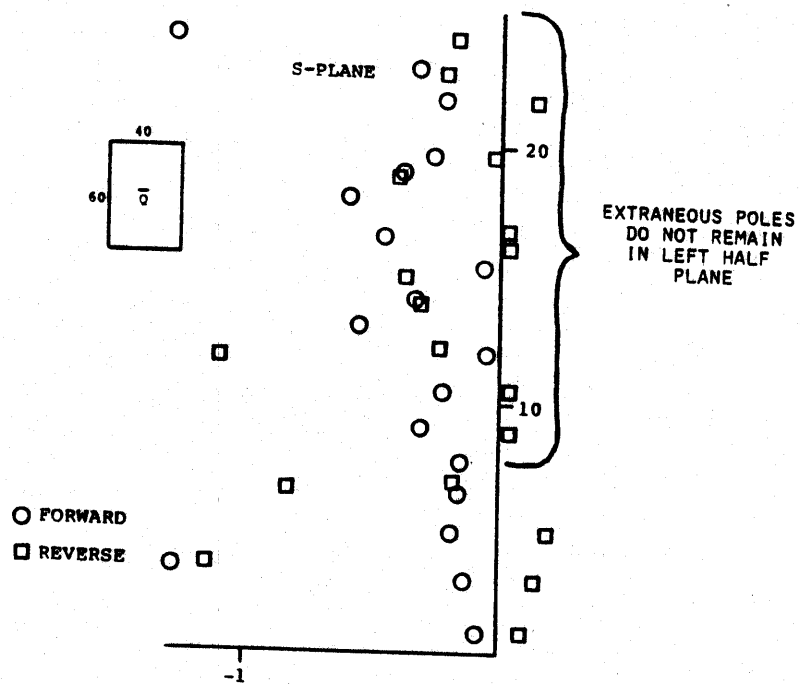 S-PLANE
40
60
Q
20
EXTRANEOUS POLES
DO NOT REMAIN
IN LEFT HALF
PLANE
10
FORWARD
REVERSE
-1